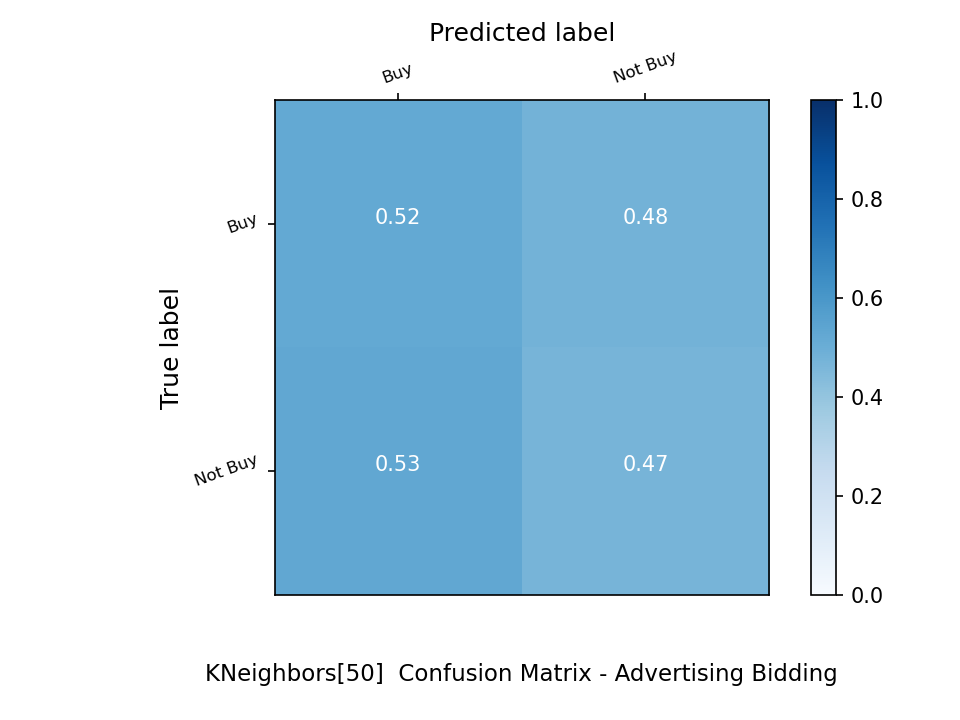 Predicted label
Buy Not Buy
1.0
0.8
Buy 0.52 0.48
0.6
True label
0.4
Not Buy 0.53 0.47
0.2
0.0
KNeighbors[50]  Confusion Matrix - Advertising Bidding